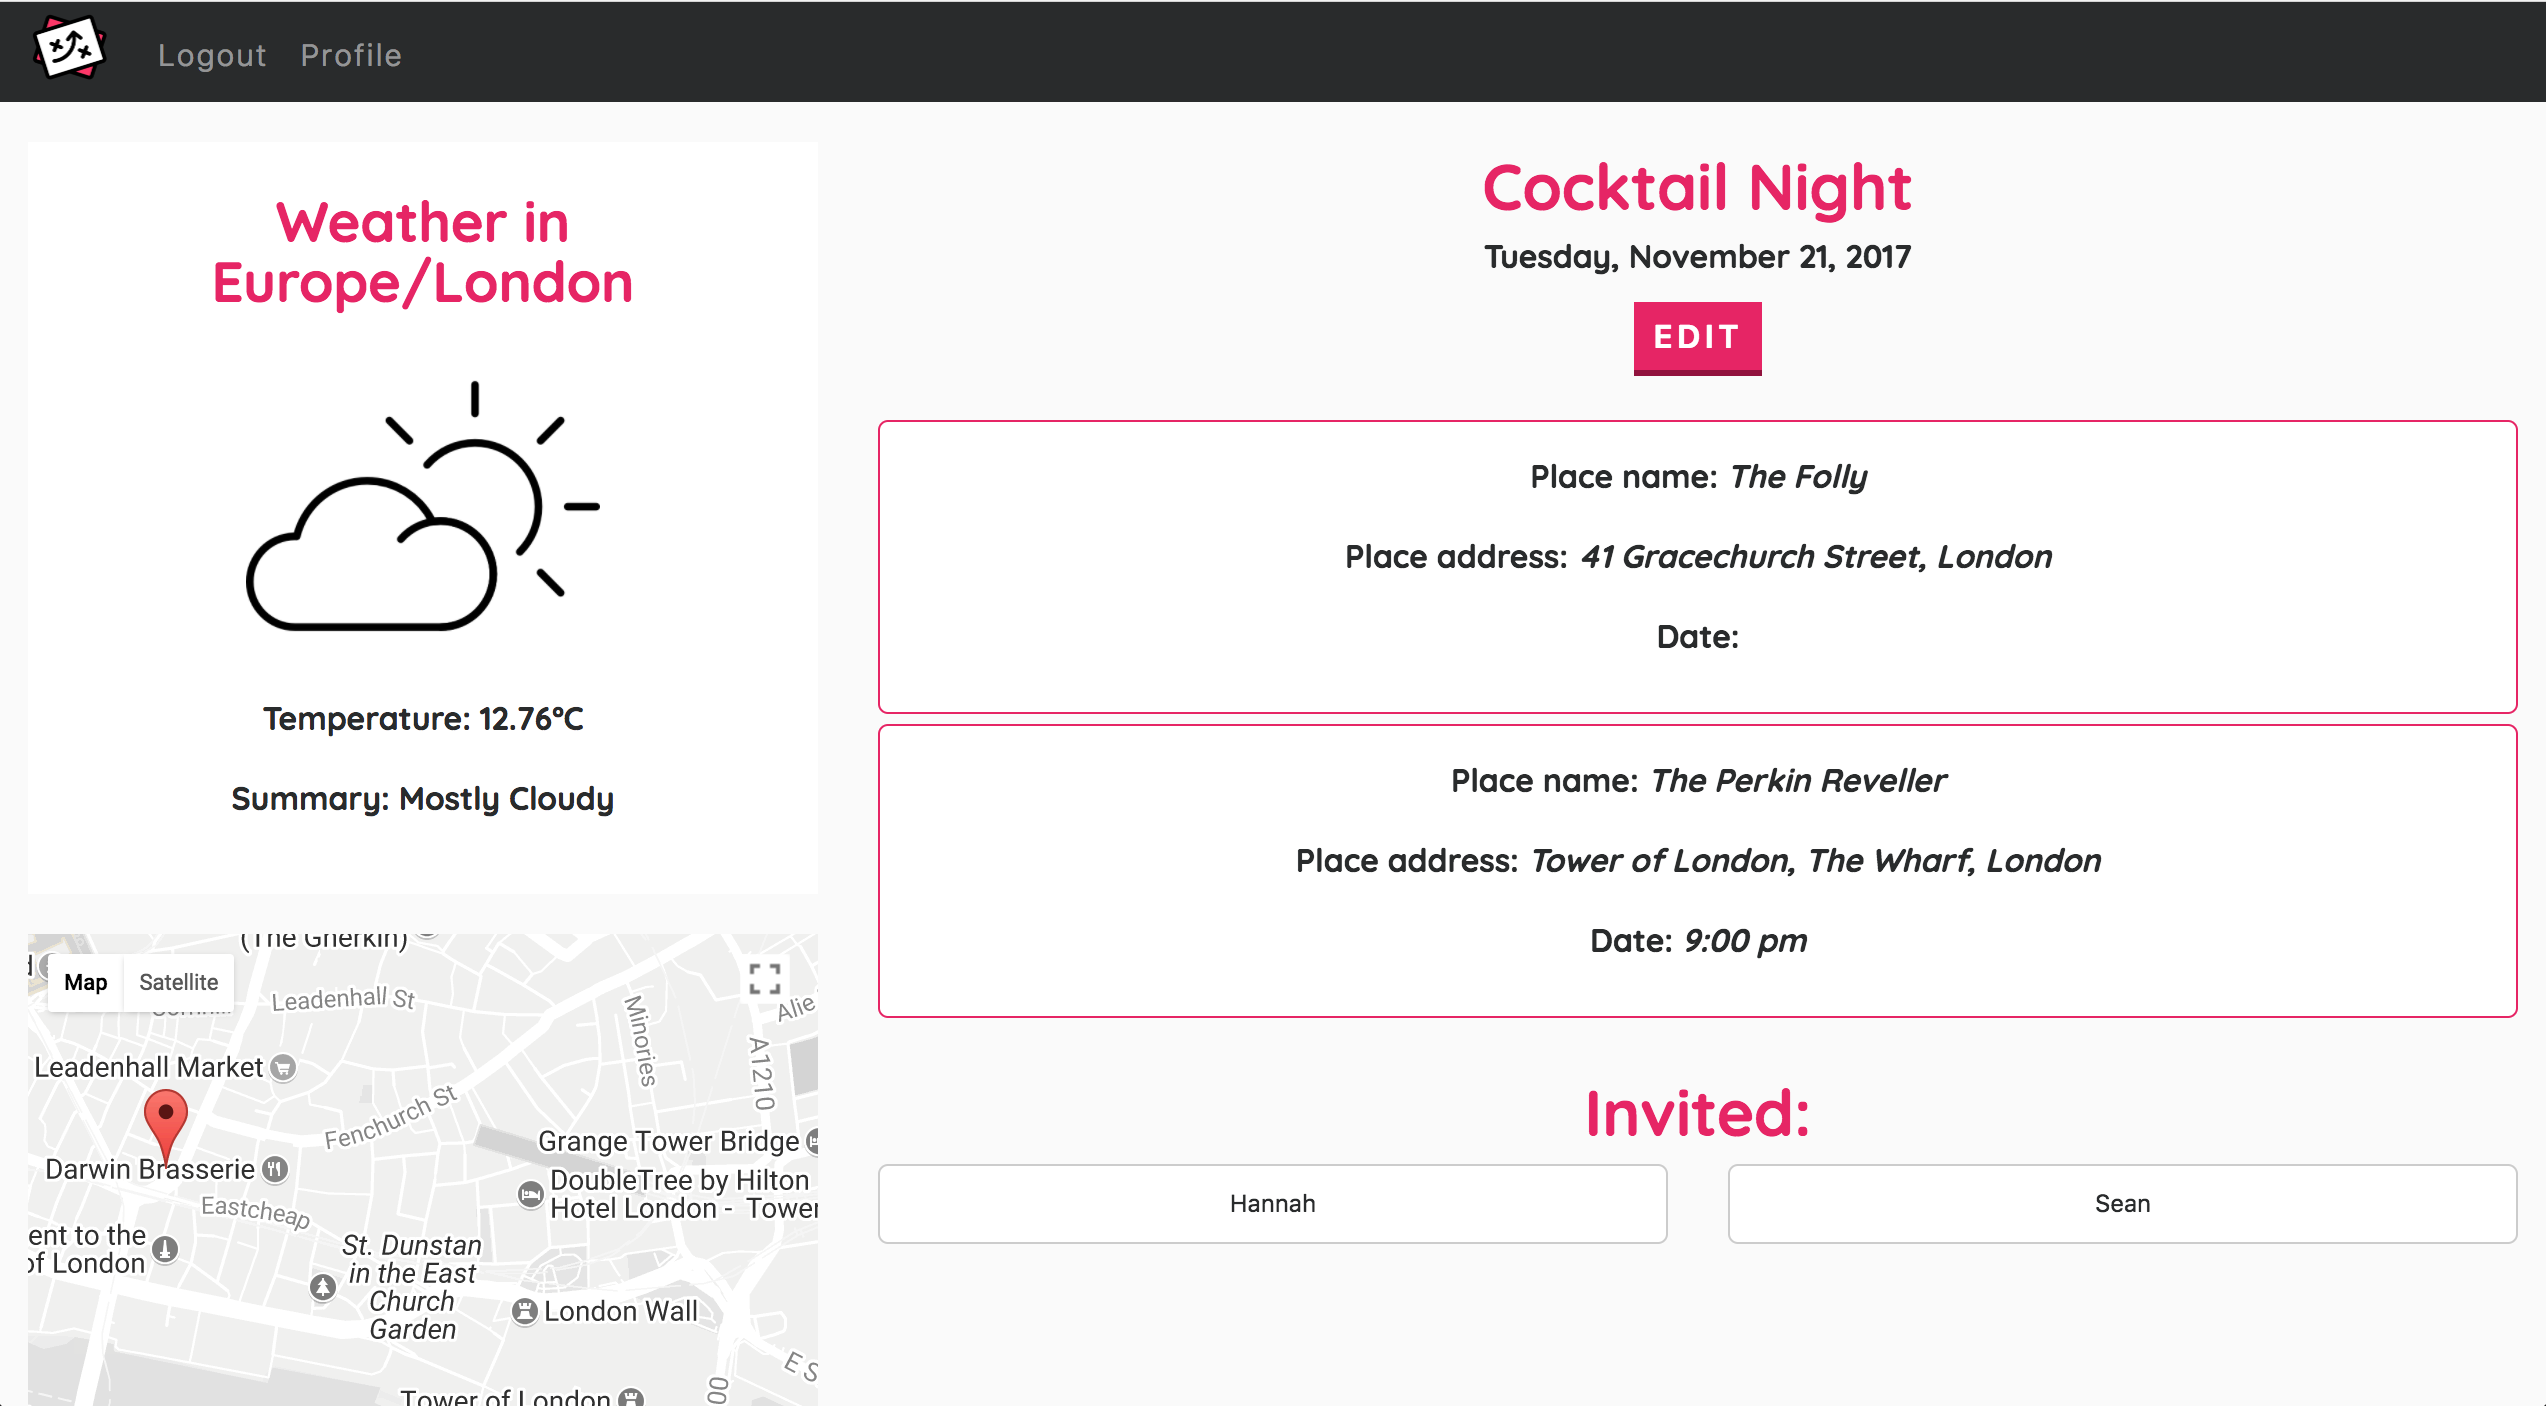 Logout Profile
Weather in
Europe/London
Temperature: 12.76°C
Summary: Mostly Cloudy
(The Gherkin)
Map Satellite
Leadenhall St
Minories
Alie
A1210
Leadenhall Market
Fenchurch St
Grange Tower Bridge
Darwin Brasserie
DoubleTree by Hilton
Hotel London - Tower
Eastcheap
ent to the
of London
St. Dunstan
in the East
Church
Garden
London Wall
E S
00
Tower of London
Cocktail Night
Tuesday, November 21, 2017
EDIT
Place name: The Folly
Place address: 41 Gracechurch Street, London
Date:
Place name: The Perkin Reveller
Place address: Tower of London, The Wharf, London
Date: 9:00 pm
Invited:
Hannah
Sean